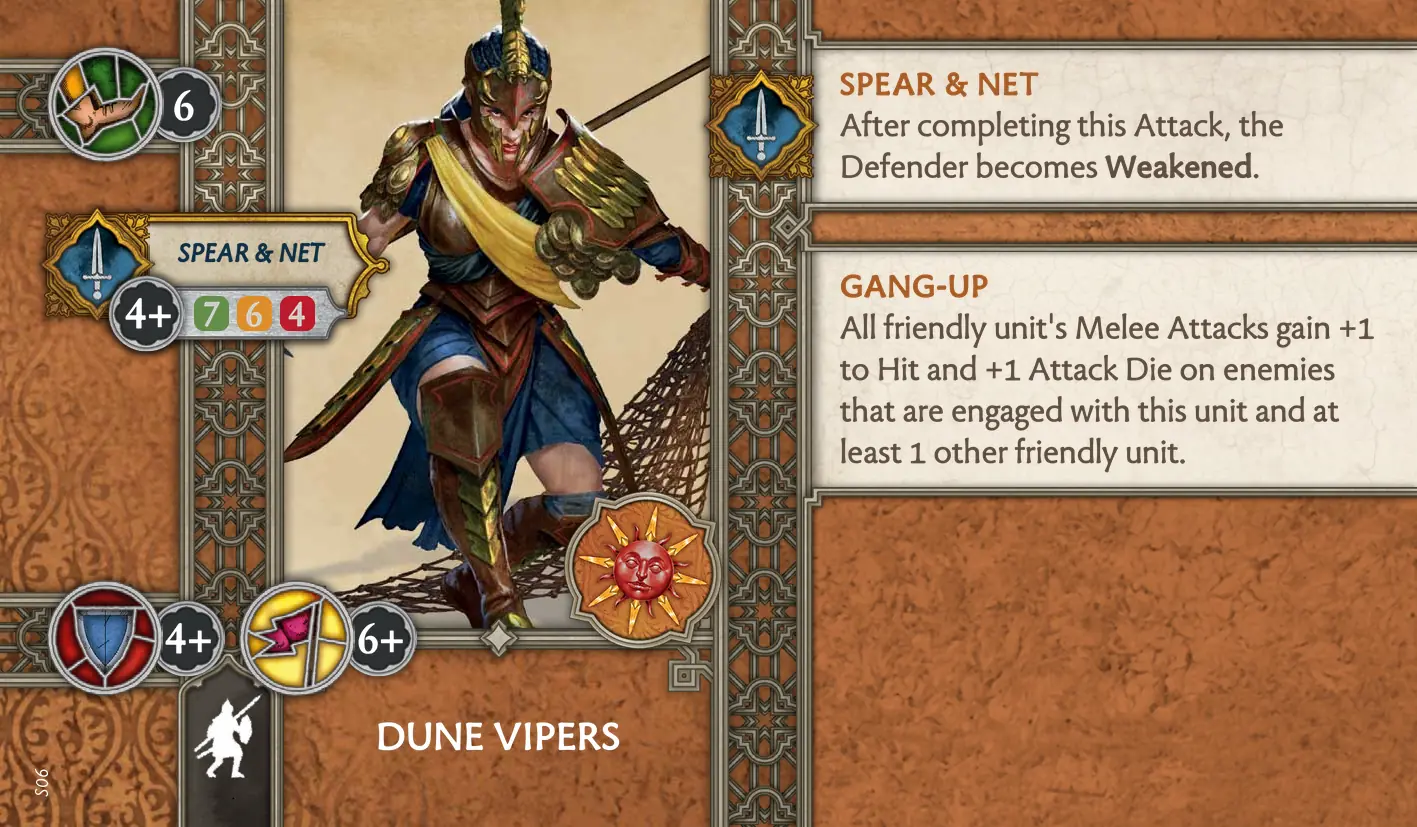 6
SPEAR & NET
4+ 7 6 4
4+ 6+
DUNE VIPERS
S06
SPEAR & NET
After completing this Attack, the
Defender becomes Weakened.
GANG-UP
All friendly unit's Melee Attacks gain +1
to Hit and +1 Attack Die on enemies
that are engaged with this unit and at
least 1 other friendly unit.